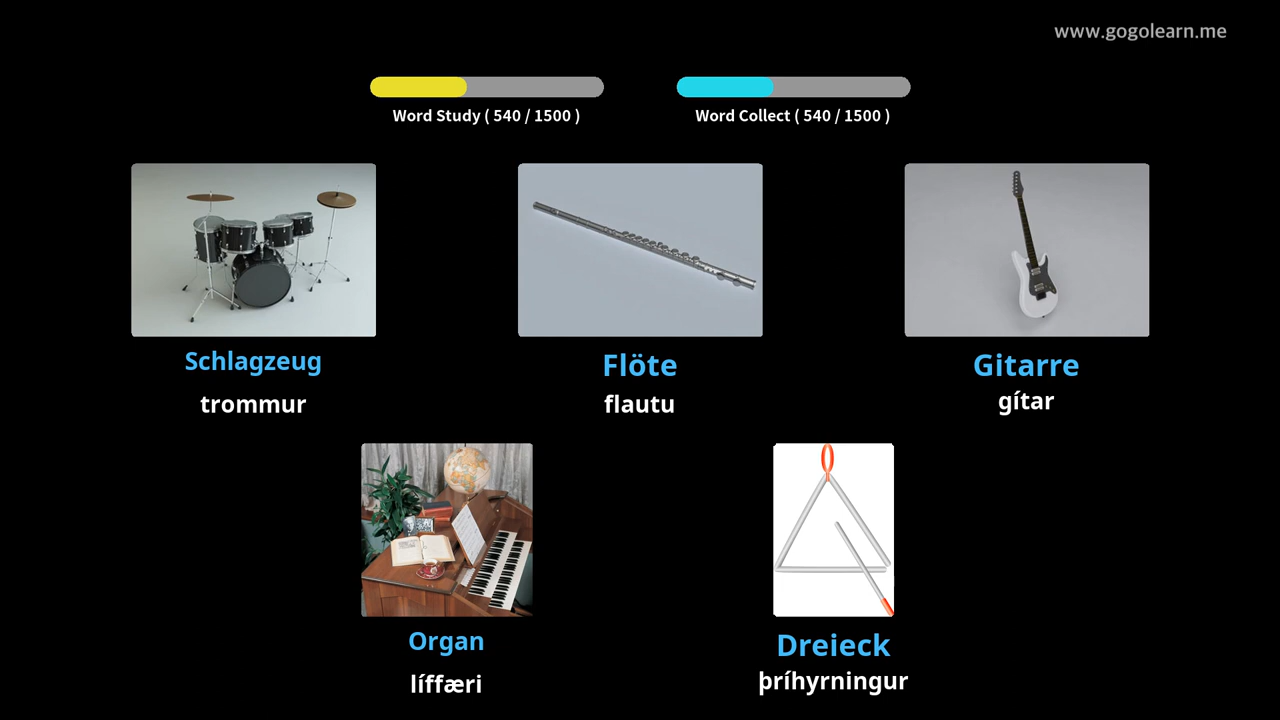 www.gogolearn.me
Word Study ( 540 / 1500 )
Word Collect ( 540 / 1500 )
Schlagzeug
trommur
Flöte
flautu
Gitarre
gítar
Organ
líffæri
Dreieck
þríhyrningur